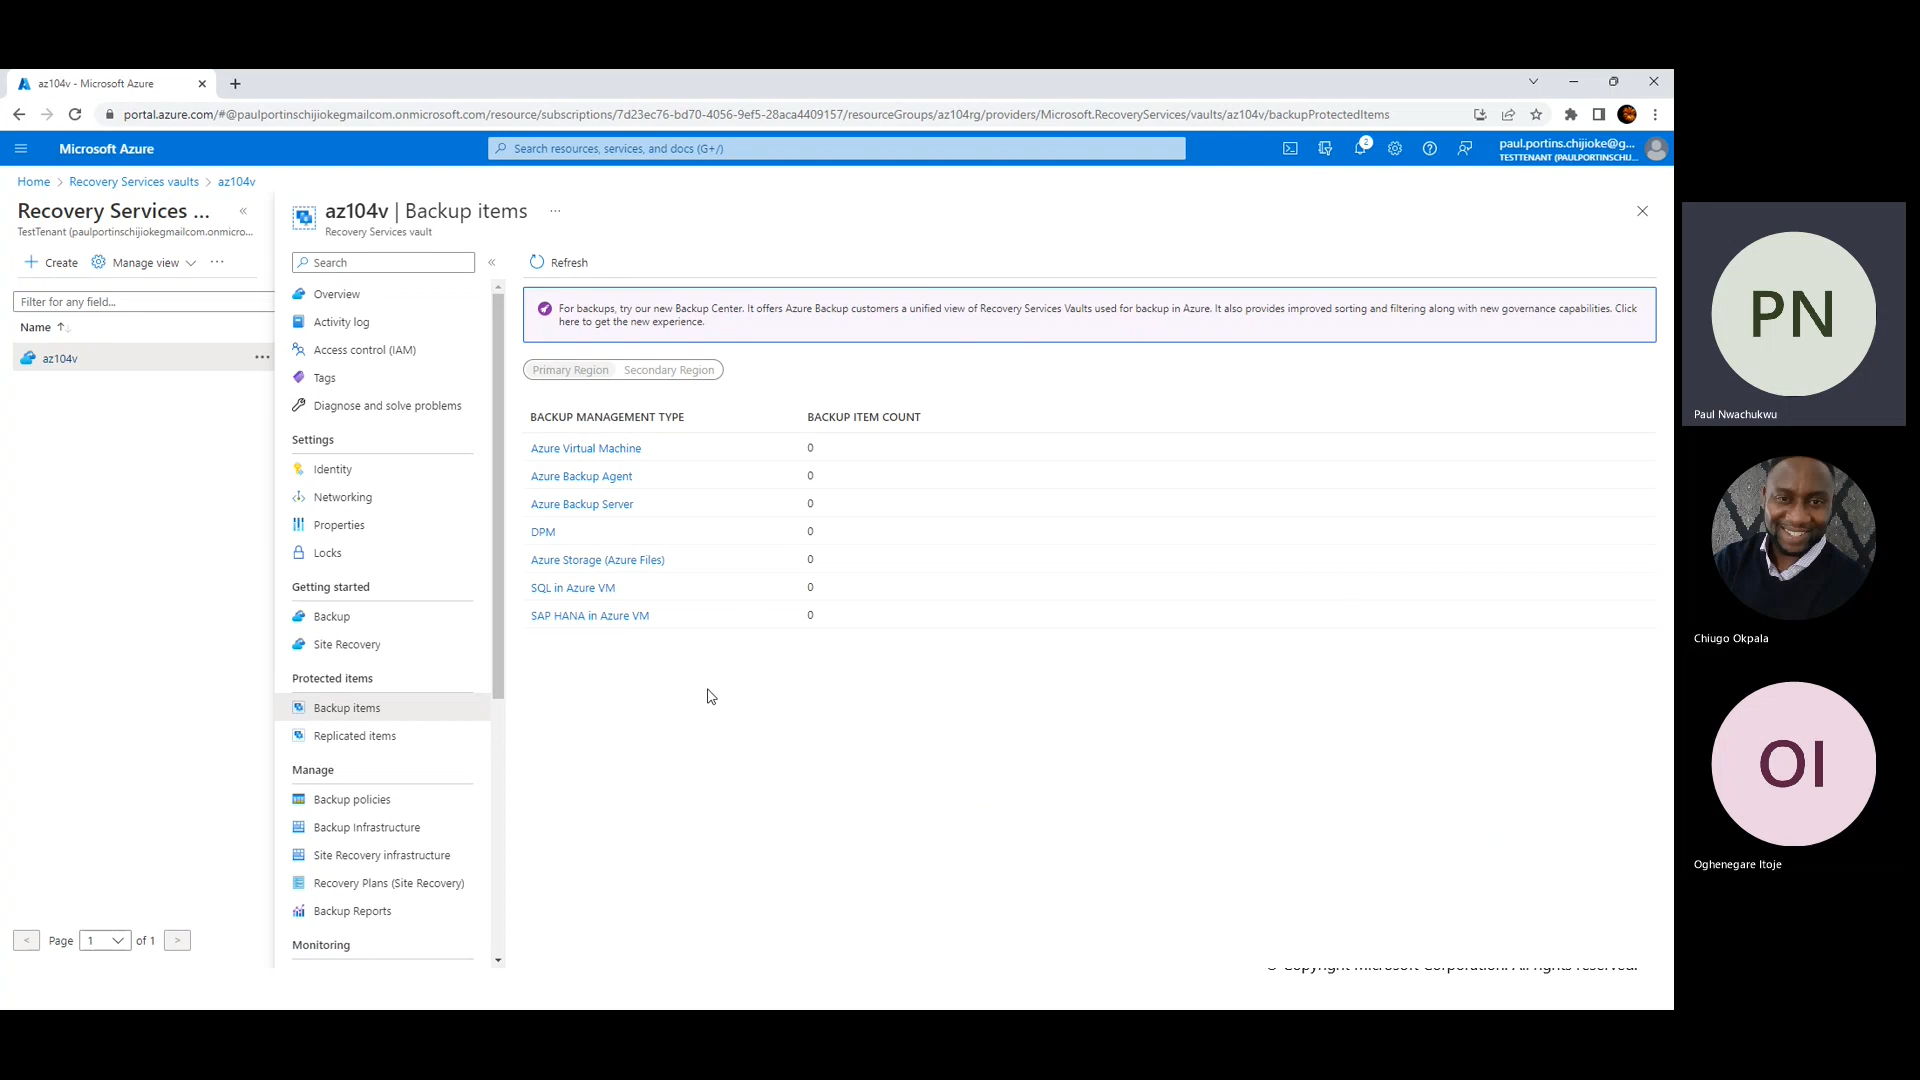 az104v - Microsoft Azure
portal.azure.com/#@paulportinschijiokegmailcom.onmicrosoft.com/resource/subscriptions/7d23ec76-bd70-4056-9ef5-28aca4409157/resourceGroups/az104rg/providers/Microsoft.RecoveryServices/vaults/az104v/backupProtectedItems
Microsoft Azure
Search resources, services, and docs (G+/)
2
paul.portins.chijioke@g...
TESTTENANT (PAULPORTINSCHIJ...
Home > Recovery Services vaults > az104v
Recovery Services ...
TestTenant (paulportinschijiokegmailcom.onmicro...
Create
Manage view
Filter for any field...
Name
az104v
Page 1 of 1
az104v | Backup items
Recovery Services vault
Search
Overview
Activity log
Access control (IAM)
Tags
Diagnose and solve problems
Settings
Identity
Networking
Properties
Locks
Getting started
Backup
Site Recovery
Protected items
Backup items
Replicated items
Manage
Backup policies
Backup Infrastructure
Site Recovery infrastructure
Recovery Plans (Site Recovery)
Backup Reports
Monitoring
Refresh
For backups, try our new Backup Center. It offers Azure Backup customers a unified view of Recovery Services Vaults used for backup in Azure. It also provides improved sorting and filtering along with new governance capabilities. Click
here to get the new experience.
Primary Region Secondary Region
BACKUP MANAGEMENT TYPE BACKUP ITEM COUNT
Azure Virtual Machine 0
Azure Backup Agent 0
Azure Backup Server 0
DPM 0
Azure Storage (Azure Files) 0
SQL in Azure VM 0
SAP HANA in Azure VM 0
© Copyright Microsoft Corporation. All rights reserved.
PN
Paul Nwachukwu
Chiugo Okpala
OI
Oghenegare Itoje